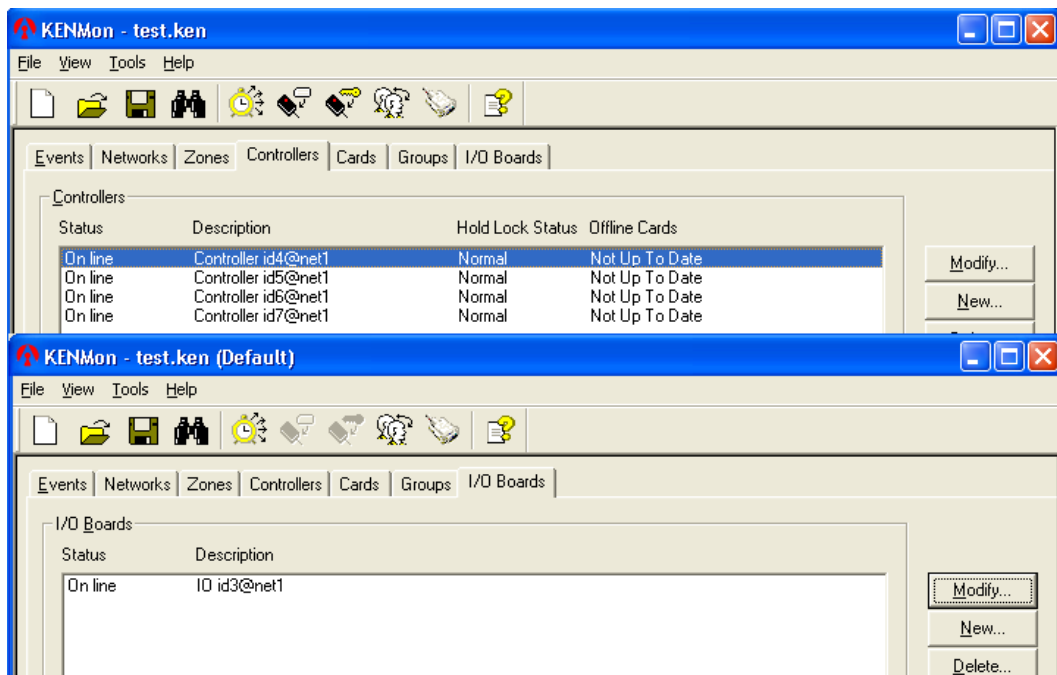 KENMon - test.ken
File View Tools Help
Events Networks Zones Controllers Cards Groups I/O Boards
Controllers
Status Description Hold Lock Status Offline Cards
On line Controller id4@net1 Normal Not Up To Date
On line Controller id5@net1 Normal Not Up To Date
On line Controller id6@net1 Normal Not Up To Date
On line Controller id7@net1 Normal Not Up To Date
Modify...
New...
KENMon - test.ken (Default)
File View Tools Help
Events Networks Zones Controllers Cards Groups I/O Boards
I/O Boards
Status Description
On line IO id3@net1
Modify...
New...
Delete...